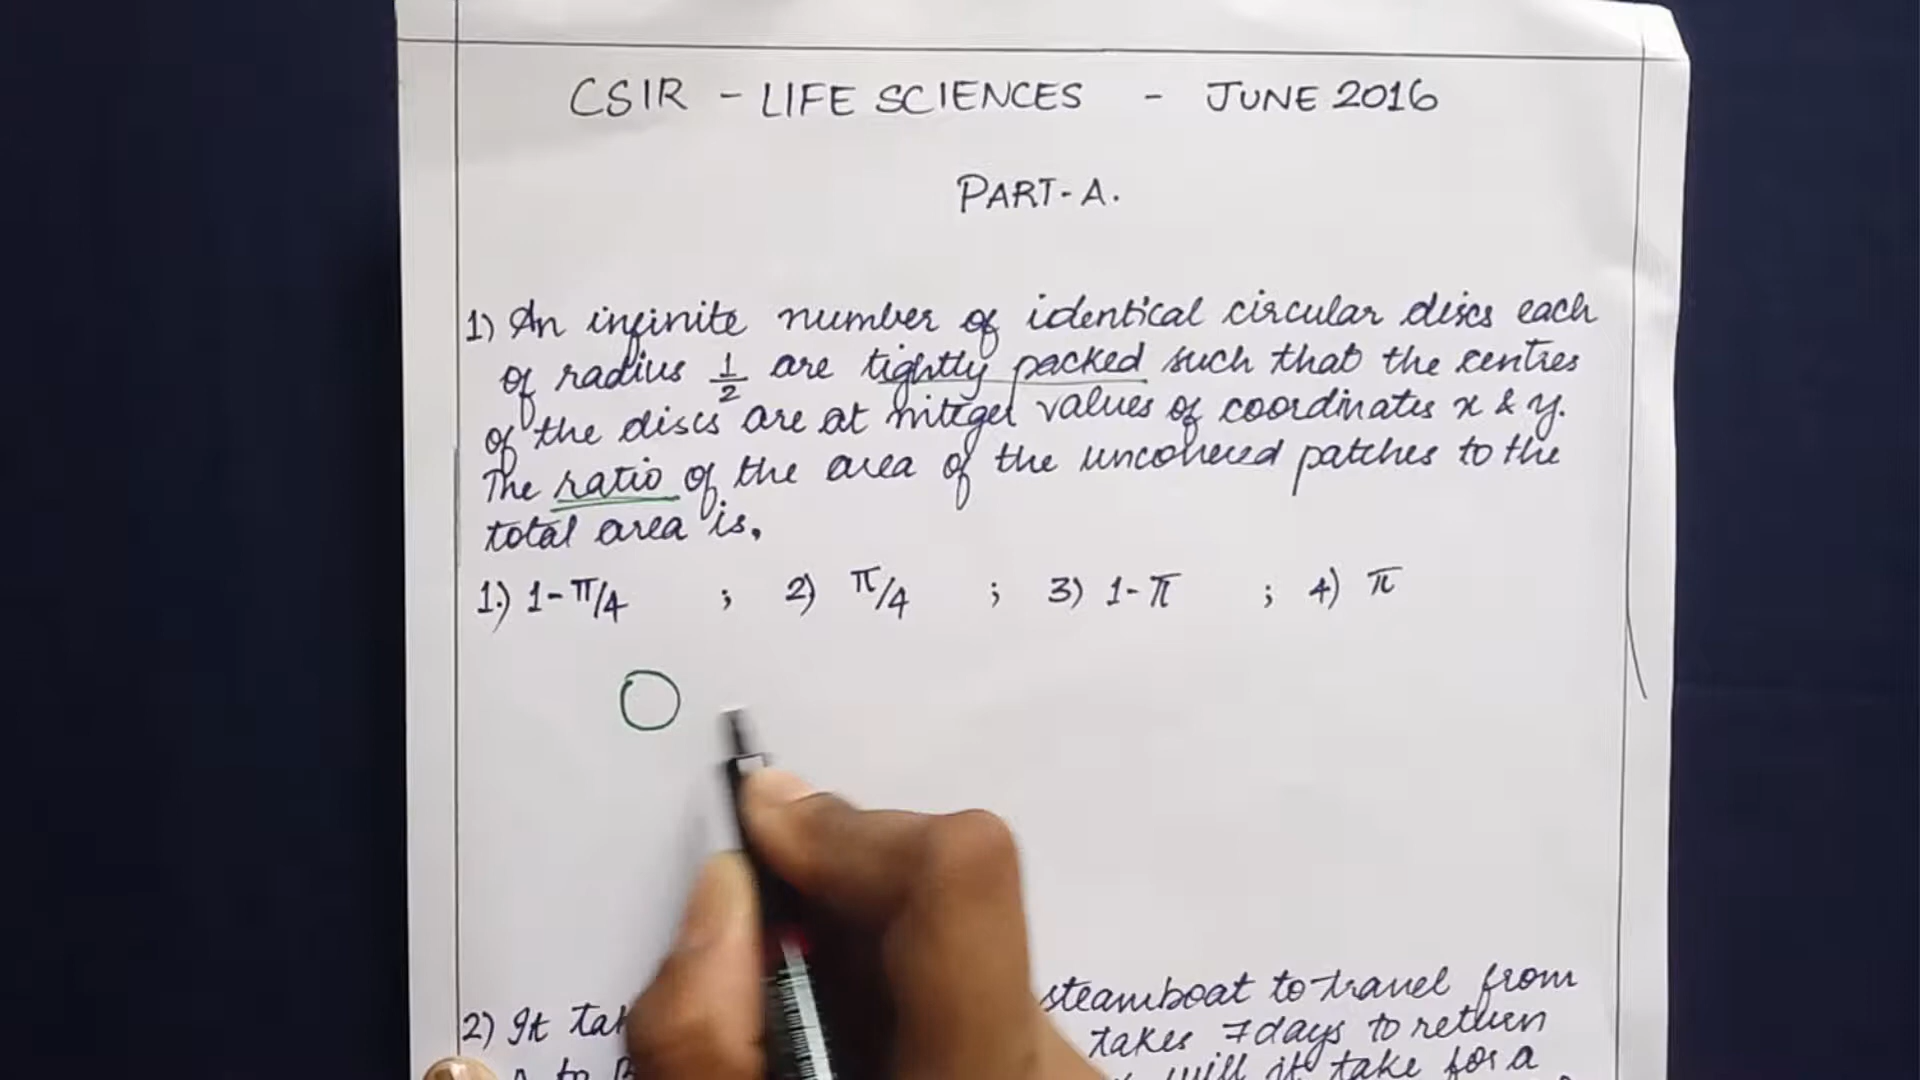 CSIR - LIFE SCIENCES - JUNE 2016
PART-A.
1) An infinite number of identical circular discs each
of radius 1/2 are tightly packed such that the centres
of the discs are at integer values of coordinates x & y.
The ratio of the area of the uncovered patches to the
total area is.
1.) 1-π/4 ; 2) π/4 ; 3) 1-π ; 4) π
2) It steamboat to travel from
takes 7 days to return
to will it take for a